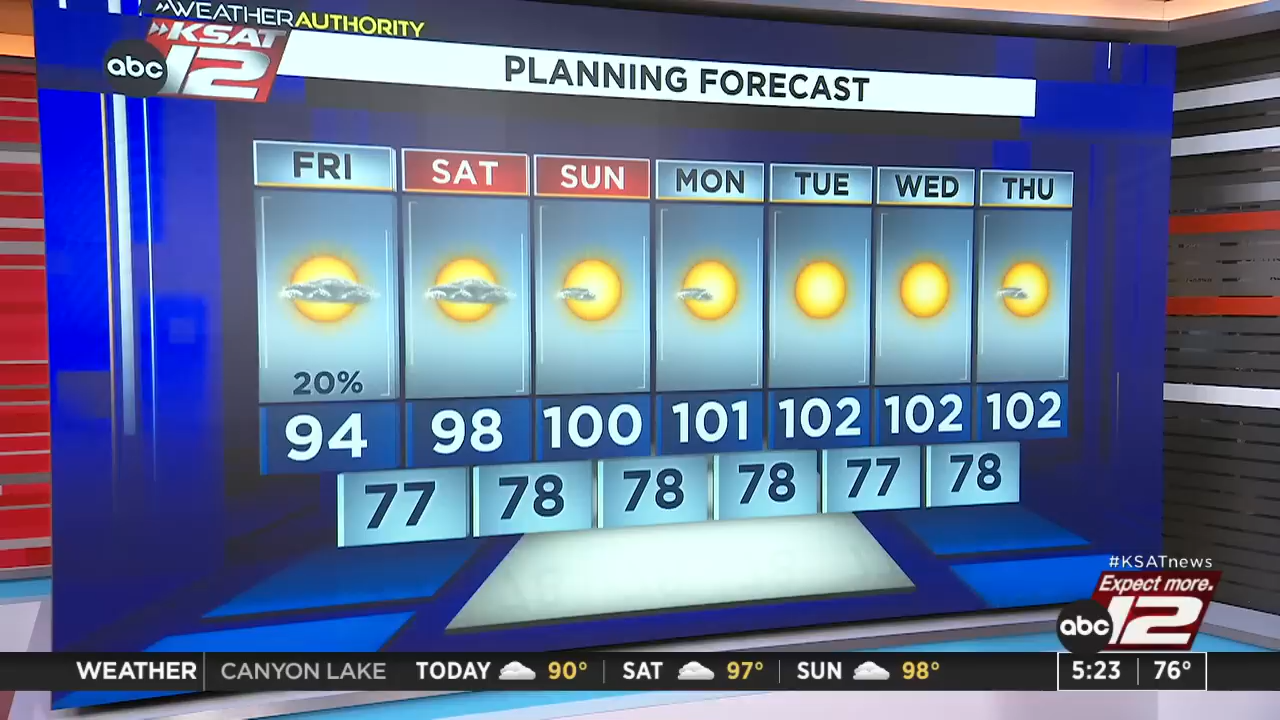 WEATHERAUTHORITY
KSAT
abc 12
PLANNING FORECAST
FRI SAT SUN MON TUE WED THU
20%
94 98 100 101 102 102 102
77 78 78 78 77 78
#KSATnews
Expect more.
abc 12
WEATHER CANYON LAKE TODAY 90° SAT 97° SUN 98° 5:23 76°